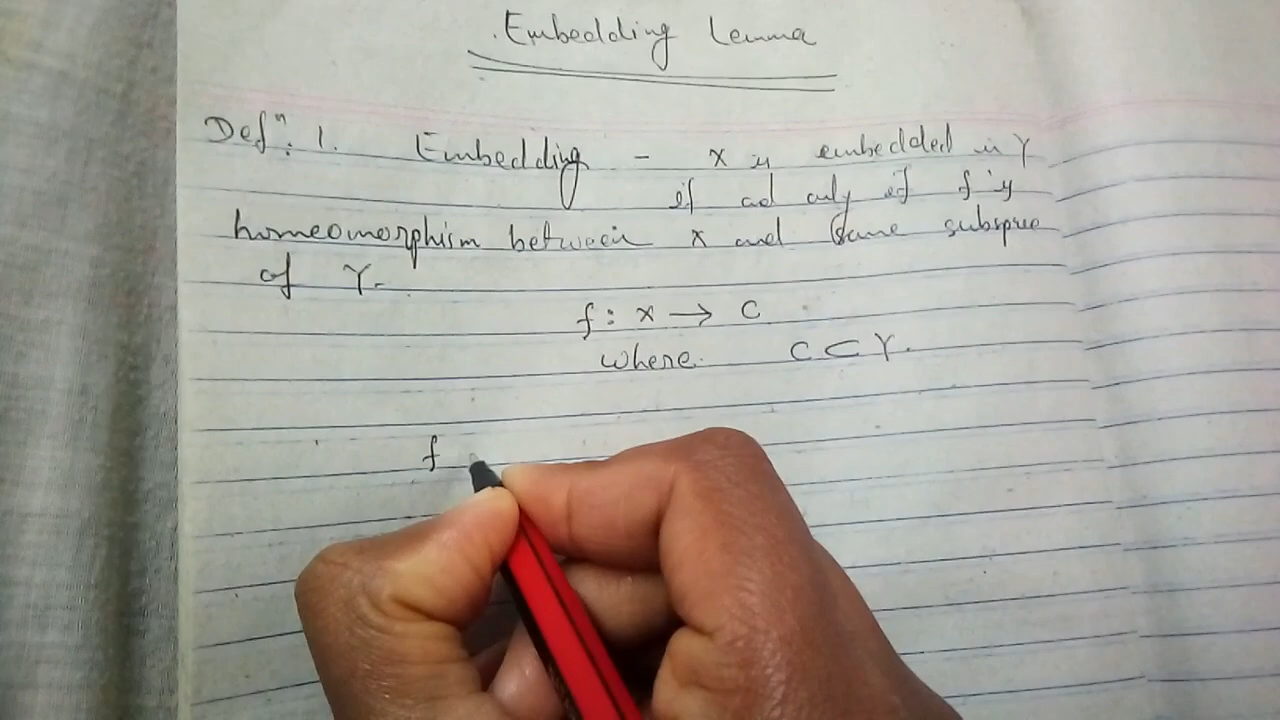 Embedding Lemma
Defⁿ: 1. Embedding - X is embedded in Y
if and only if f is
homeomorphism between X and some subspace
of Y.
f: X → C
where. C ⊂ Y.
f